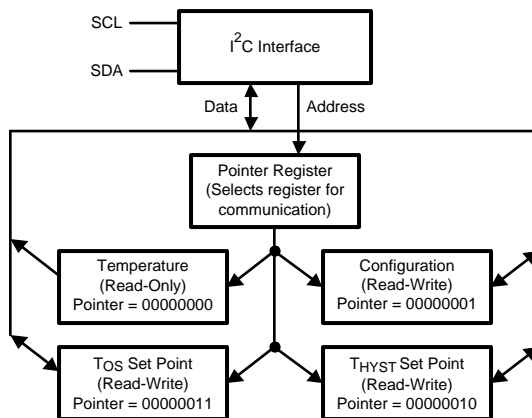 SCL
I²C Interface
SDA
Data
Address
Pointer Register
(Selects register for
communication)
Temperature
(Read-Only)
Pointer = 00000000
Configuration
(Read-Write)
Pointer = 00000001
TOS Set Point
(Read-Write)
Pointer = 00000011
THYST Set Point
(Read-Write)
Pointer = 00000010